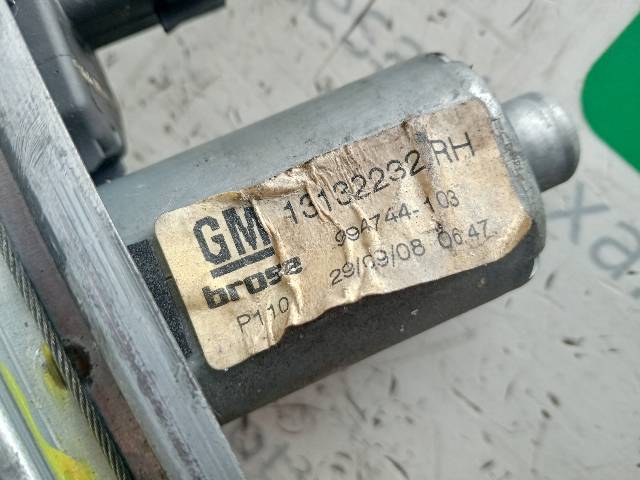 GM 13132232 RH
brose 994744-103
P110 29/09/08 06:47